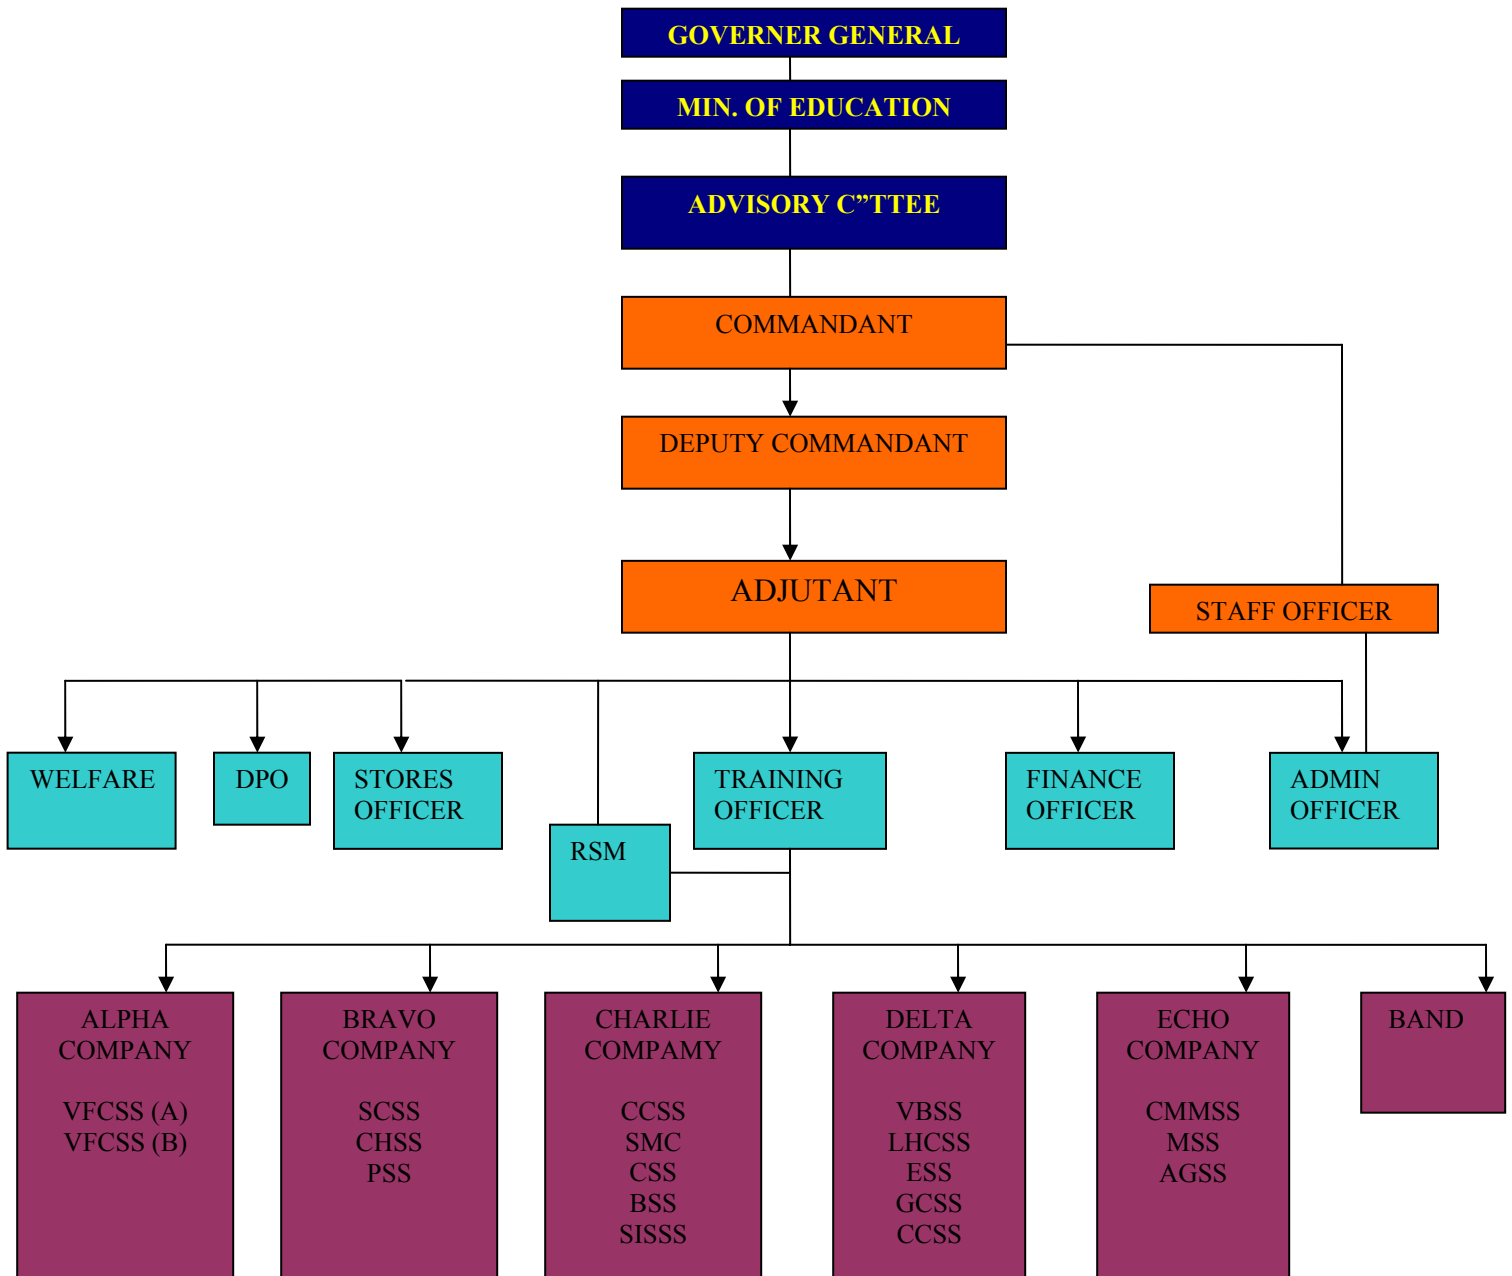 GOVERNER GENERAL
MIN. OF EDUCATION
ADVISORY C”TTEE
COMMANDANT
DEPUTY COMMANDANT
ADJUTANT
STAFF OFFICER
WELFARE
DPO
STORES
OFFICER
RSM
TRAINING
OFFICER
FINANCE
OFFICER
ADMIN
OFFICER
ALPHA
COMPANY
VFCSS (A)
VFCSS (B)
BRAVO
COMPANY
SCSS
CHSS
PSS
CHARLIE
COMPAMY
CCSS
SMC
CSS
BSS
SISSS
DELTA
COMPANY
VBSS
LHCSS
ESS
GCSS
CCSS
ECHO
COMPANY
CMMSS
MSS
AGSS
BAND